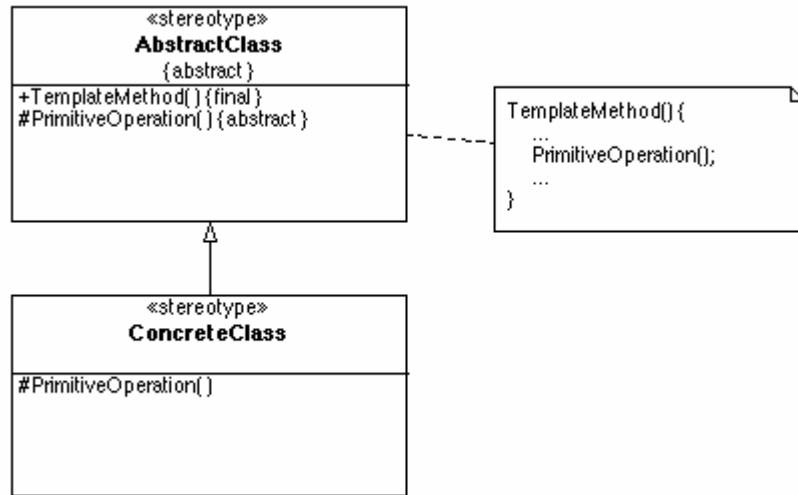 «stereotype»
AbstractClass
{abstract}
+TemplateMethod(){final}
#PrimitiveOperation(){abstract}
TemplateMethod(){
...
PrimitiveOperation();
...
}
«stereotype»
ConcreteClass
#PrimitiveOperation()